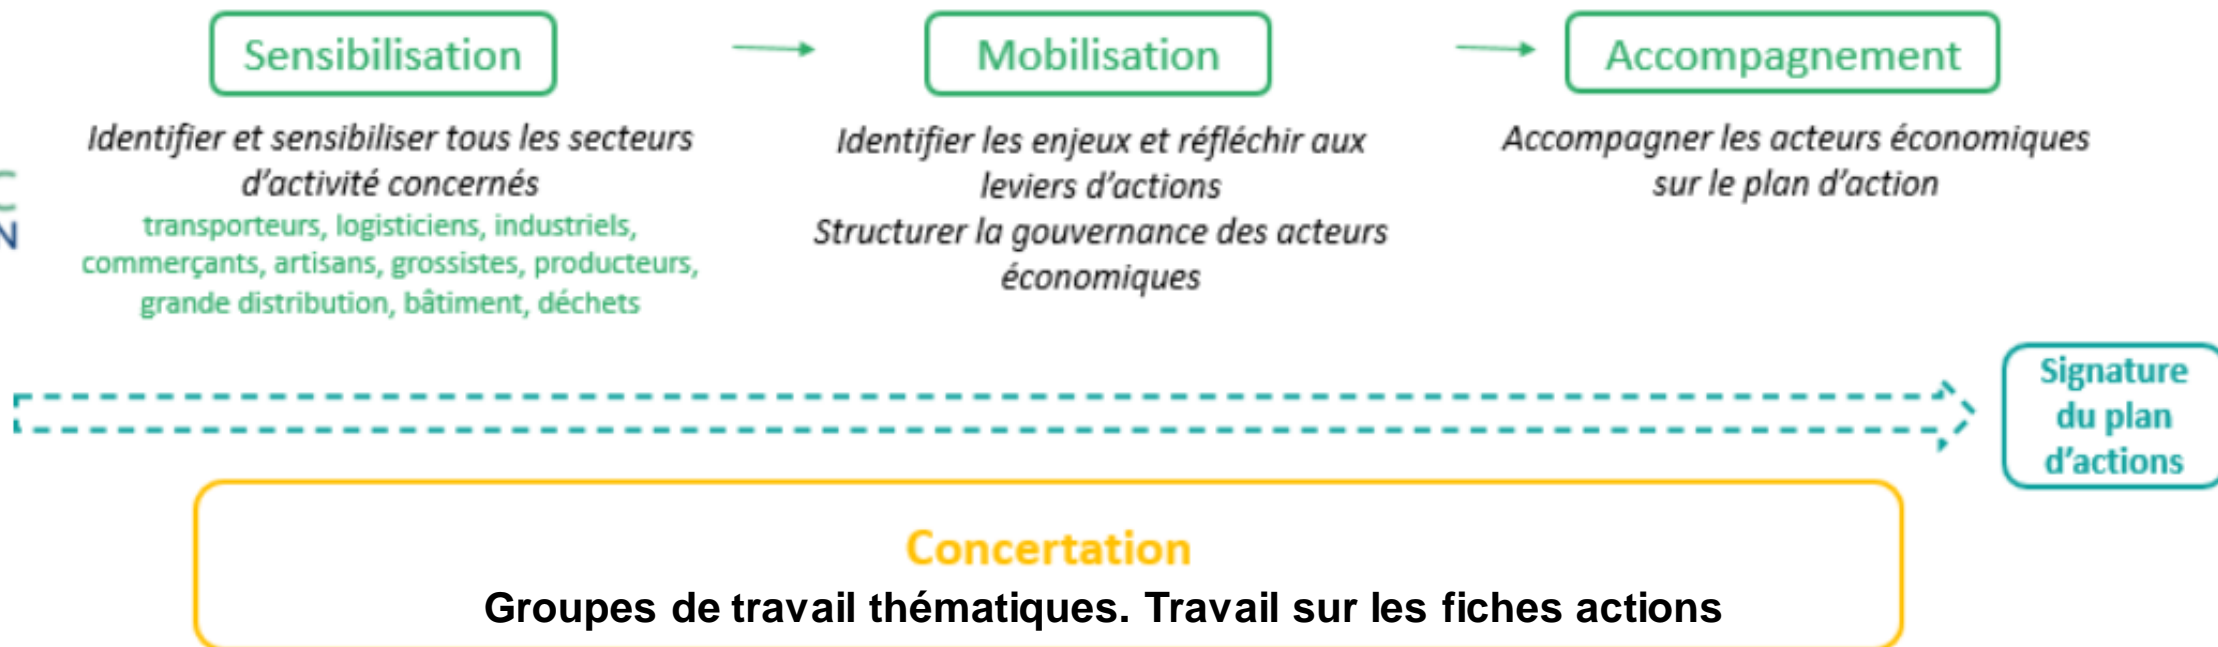 Sensibilisation
Identifier et sensibiliser tous les secteurs
d'activité concernés
transporteurs, logisticiens, industriels,
commerçants, artisans, grossistes, producteurs,
grande distribution, bâtiment, déchets
Mobilisation
Identifier les enjeux et réfléchir aux
leviers d'actions
Structurer la gouvernance des acteurs
économiques
Accompagnement
Accompagner les acteurs économiques
sur le plan d'action
C
N
Signature
du plan
d'actions
Concertation
Groupes de travail thématiques. Travail sur les fiches actions